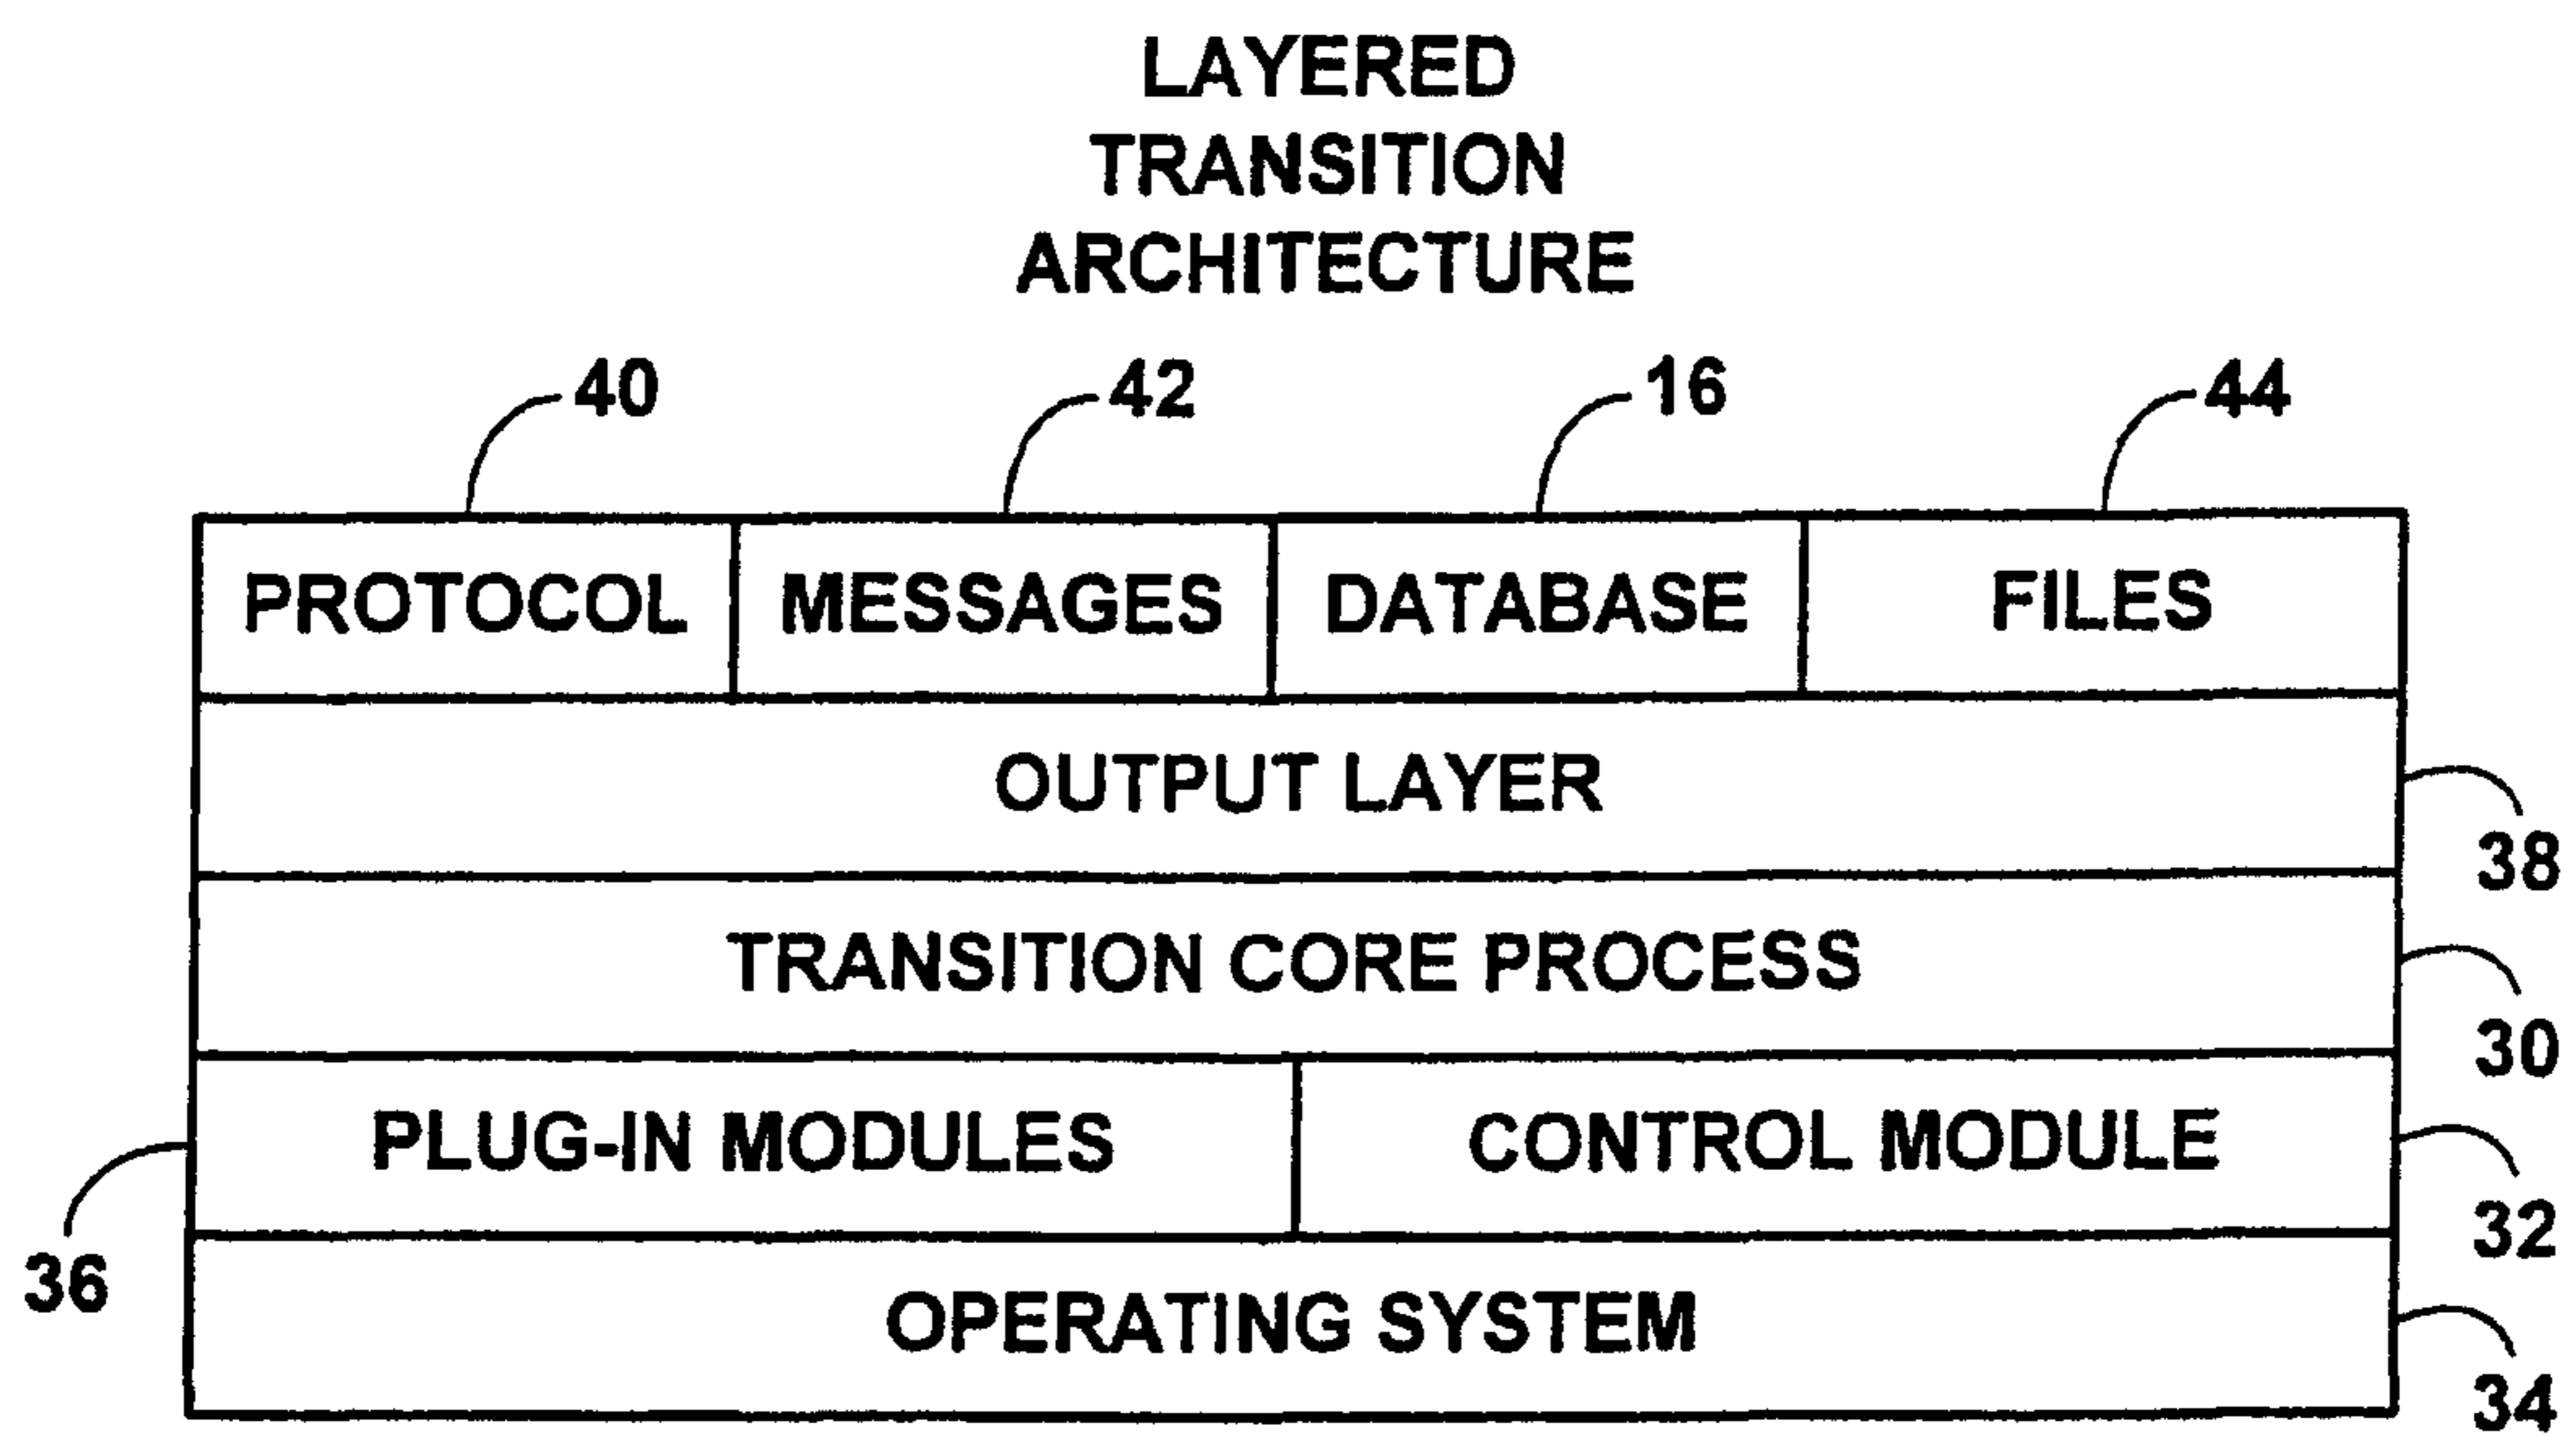 LAYERED
TRANSITION
ARCHITECTURE
40 42 16 44
PROTOCOL MESSAGES DATABASE FILES
OUTPUT LAYER
38
TRANSITION CORE PROCESS
30
PLUG-IN MODULES CONTROL MODULE
36 32
OPERATING SYSTEM
34